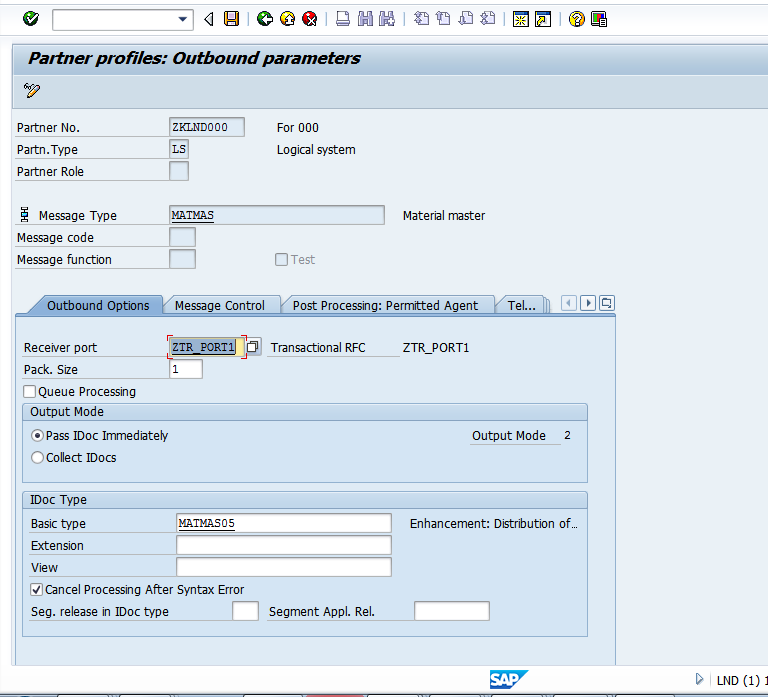 Partner profiles: Outbound parameters
Partner No. ZKLND000 For 000
Partn.Type LS Logical system
Partner Role
Message Type MATMAS Material master
Message code
Message function Test
Outbound Options Message Control Post Processing: Permitted Agent Tel...
Receiver port ZTR_PORT1 Transactional RFC ZTR_PORT1
Pack. Size 1
Queue Processing
Output Mode
Pass IDoc Immediately Output Mode 2
Collect IDocs
IDoc Type
Basic type MATMAS05 Enhancement: Distribution of…
Extension
View
Cancel Processing After Syntax Error
Seg. release in IDoc type Segment Appl. Rel.
SAP LND (1) 1